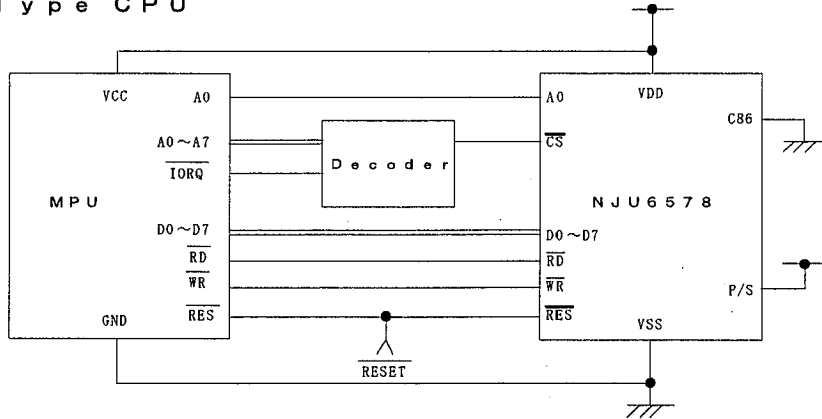 Type CPU
VCC
A0
A0
VDD
C86
A0～A7
CS
IORQ
Decoder
MPU
NJU6578
D0～D7
D0～D7
RD
RD
WR
WR
P/S
GND
RES
RES
VSS
RESET